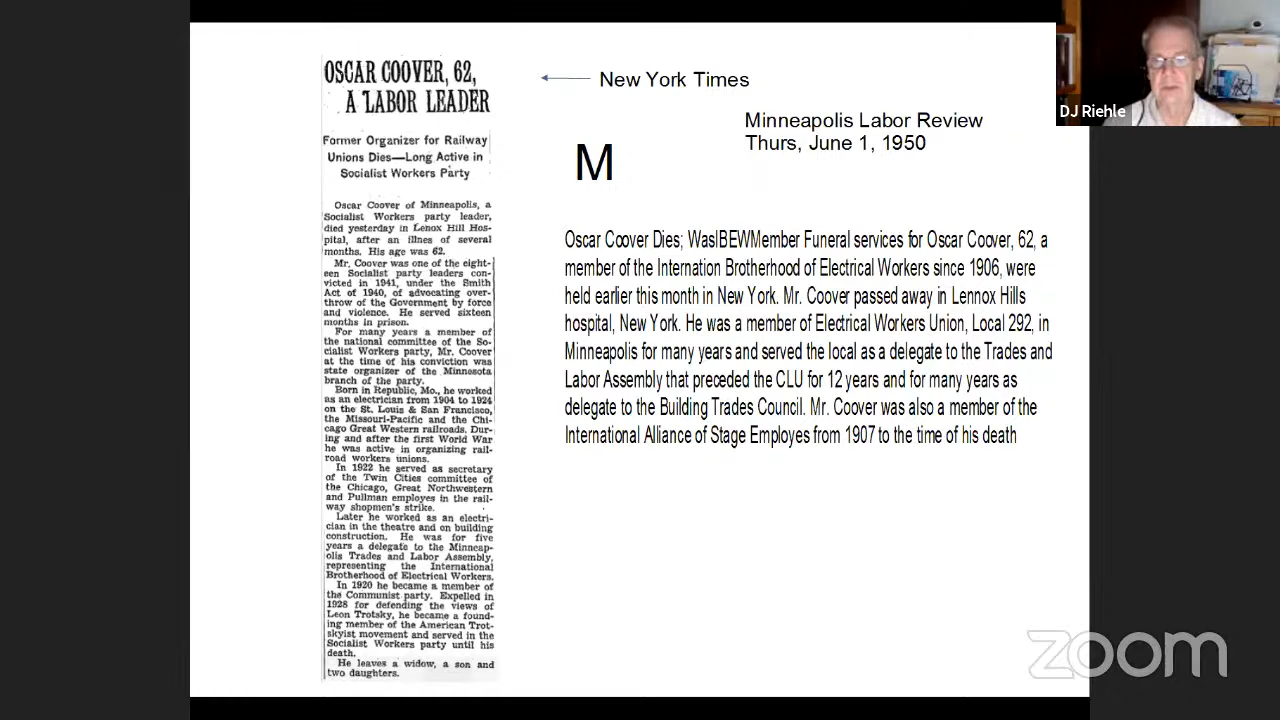 OSCAR COOVER, 62,
A LABOR LEADER
Former Organizer for Railway
Unions Dies—Long Active in
Socialist Workers Party
Oscar Coover of Minneapolis, a
Socialist Workers party leader,
died yesterday in Lenox Hill Hos-
pital, after an illnes of several
months. His age was 62.
Mr. Coover was one of the eight-
een Socialist party leaders con-
victed in 1941, under the Smith
Act of 1940, of advocating over-
throw of the Government by force
and violence. He served sixteen
months in prison.
For many years a member of
the national committee of the So-
cialist Workers party, Mr. Coover
at the time of his conviction was
state organizer of the Minnesota
branch of the party.
Born in Republic, Mo., he worked
as an electrician from 1904 to 1924
on the St. Louis & San Francisco,
the Missouri-Pacific and the Chi-
cago Great Western railroads. Dur-
ing and after the first World War
he was active in organizing rail-
road workers unions.
In 1922 he served as secretary
of the Twin Cities committee of
the Chicago, Great Northwestern
and Pullman employes in the rail-
way shopmen's strike.
Later he worked as an electri-
cian in the theatre and on building
construction. He was for five
years a delegate to the Minneap-
olis Trades and Labor Assembly,
representing the International
Brotherhood of Electrical Workers.
In 1920 he became a member of
the Communist party. Expelled in
1928 for defending the views of
Leon Trotsky, he became a found-
ing member of the American Trot-
skyist movement and served in the
Socialist Workers party until his
death.
He leaves a widow, a son and
two daughters.
New York Times
Minneapolis Labor Review
Thurs, June 1, 1950
M
Oscar Coover Dies; WasIBEWMember Funeral services for Oscar Coover, 62, a
member of the Internation Brotherhood of Electrical Workers since 1906, were
held earlier this month in New York. Mr. Coover passed away in Lennox Hills
hospital, New York. He was a member of Electrical Workers Union, Local 292, in
Minneapolis for many years and served the local as a delegate to the Trades and
Labor Assembly that preceded the CLU for 12 years and for many years as
delegate to the Building Trades Council. Mr. Coover was also a member of the
International Alliance of Stage Employes from 1907 to the time of his death
DJ Riehle
zoom